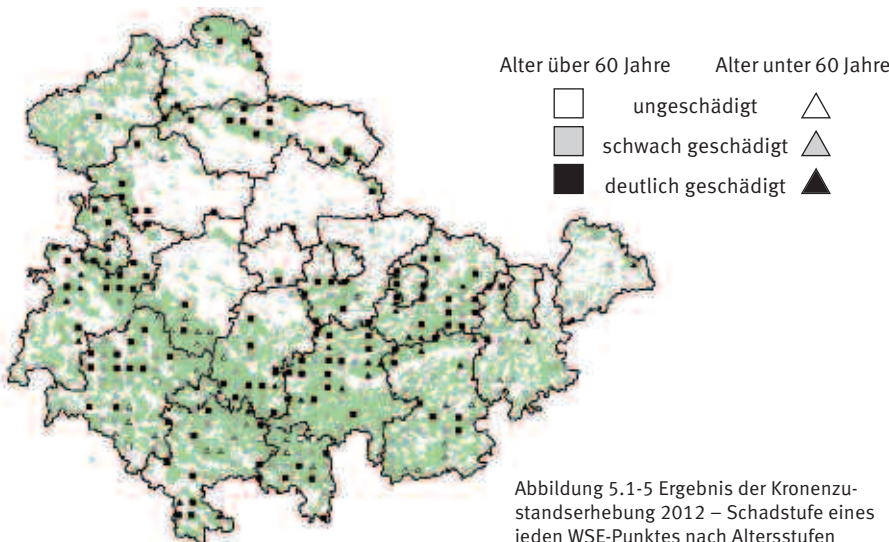 Alter über 60 Jahre Alter unter 60 Jahre
ungeschädigt
schwach geschädigt
deutlich geschädigt
Abbildung 5.1-5 Ergebnis der Kronenzu-
standserhebung 2012 – Schadstufe eines
jeden WSE-Punktes nach Altersstufen